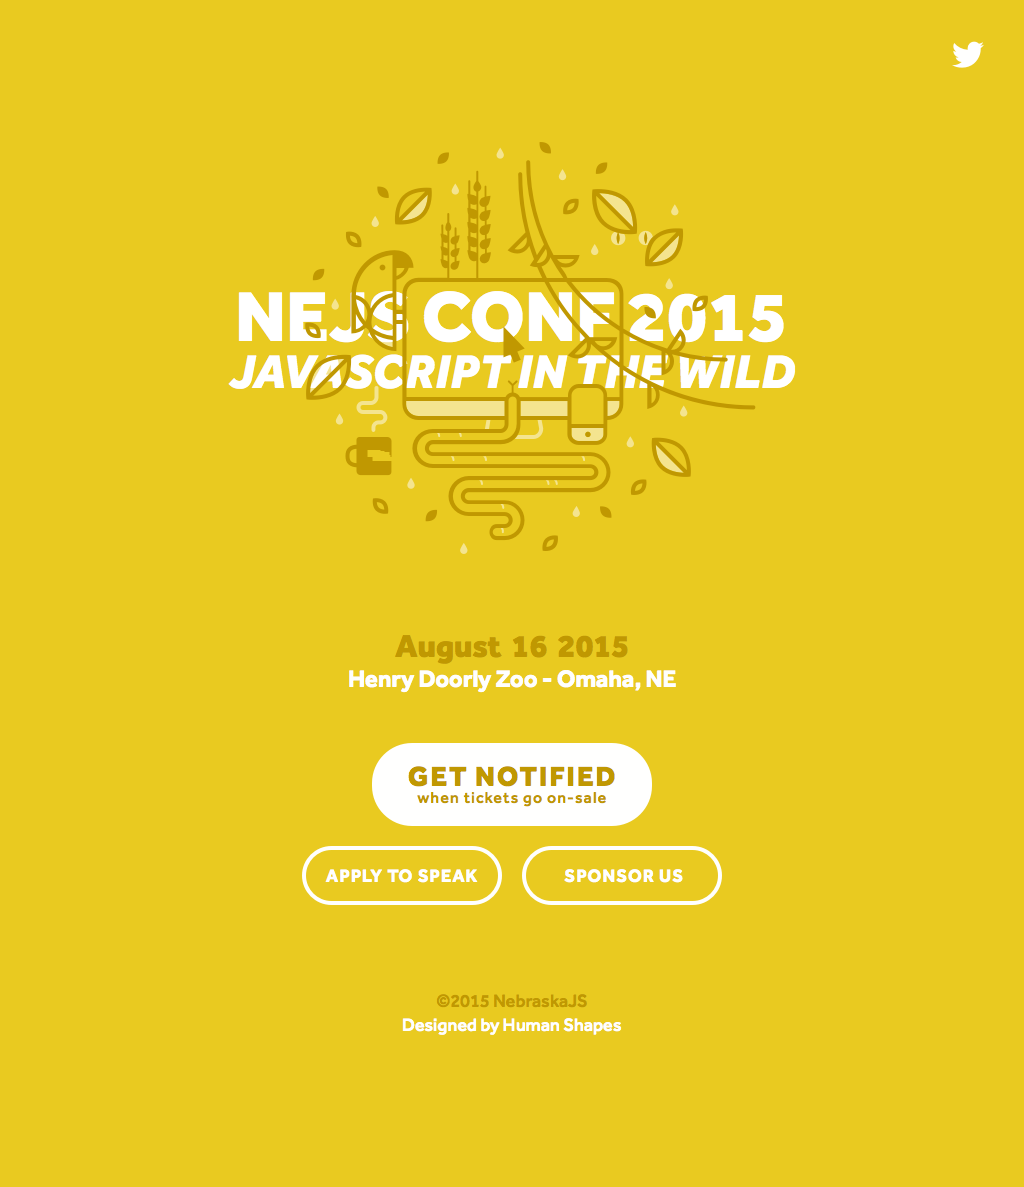 NEJS CONF 2015
JAVASCRIPT IN THE WILD
August 16 2015
Henry Doorly Zoo - Omaha, NE
GET NOTIFIED
when tickets go on-sale
APPLY TO SPEAK
SPONSOR US
©2015 NebraskaJS
Designed by Human Shapes